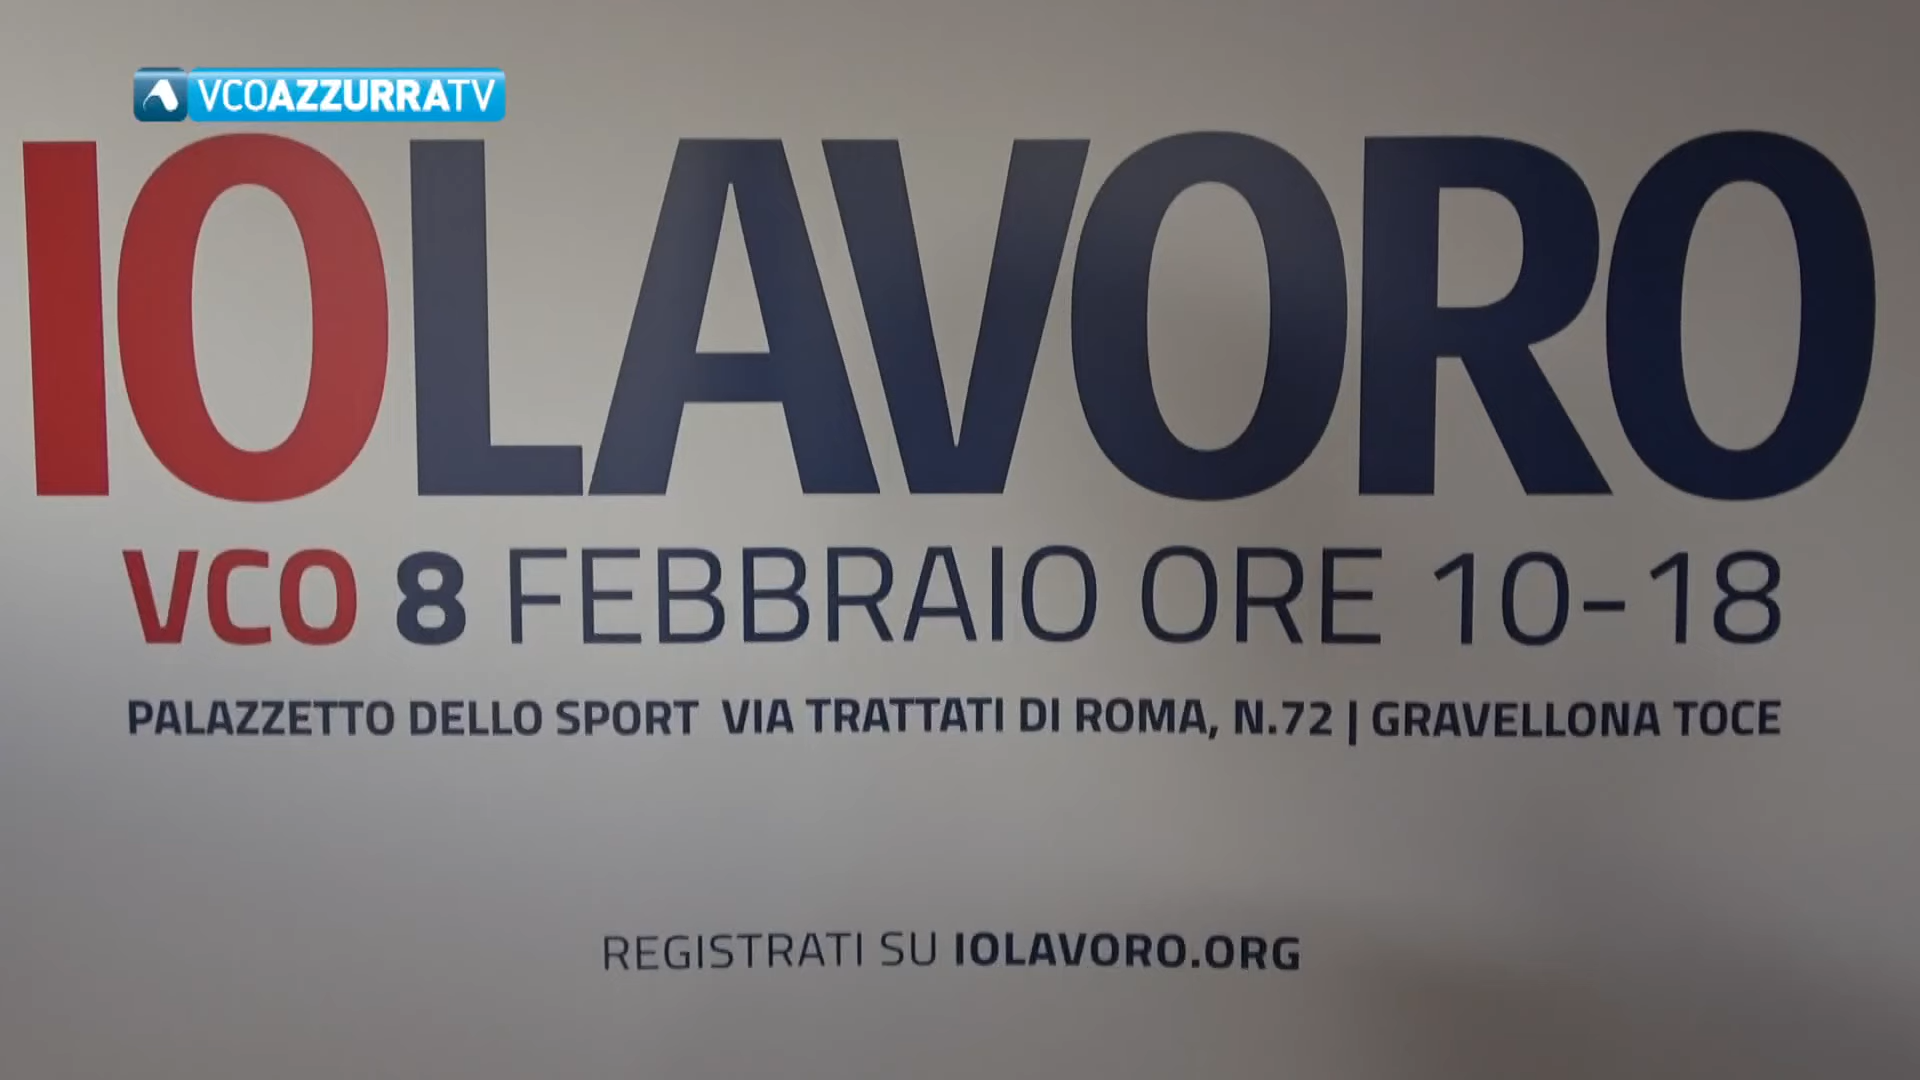 VCOAZZURRATV
IOLAVORO
VCO 8 FEBBRAIO ORE 10-18
PALAZZETTO DELLO SPORT VIA TRATTATI DI ROMA, N.72 | GRAVELLONA TOCE
REGISTRATI SU IOLAVORO.ORG